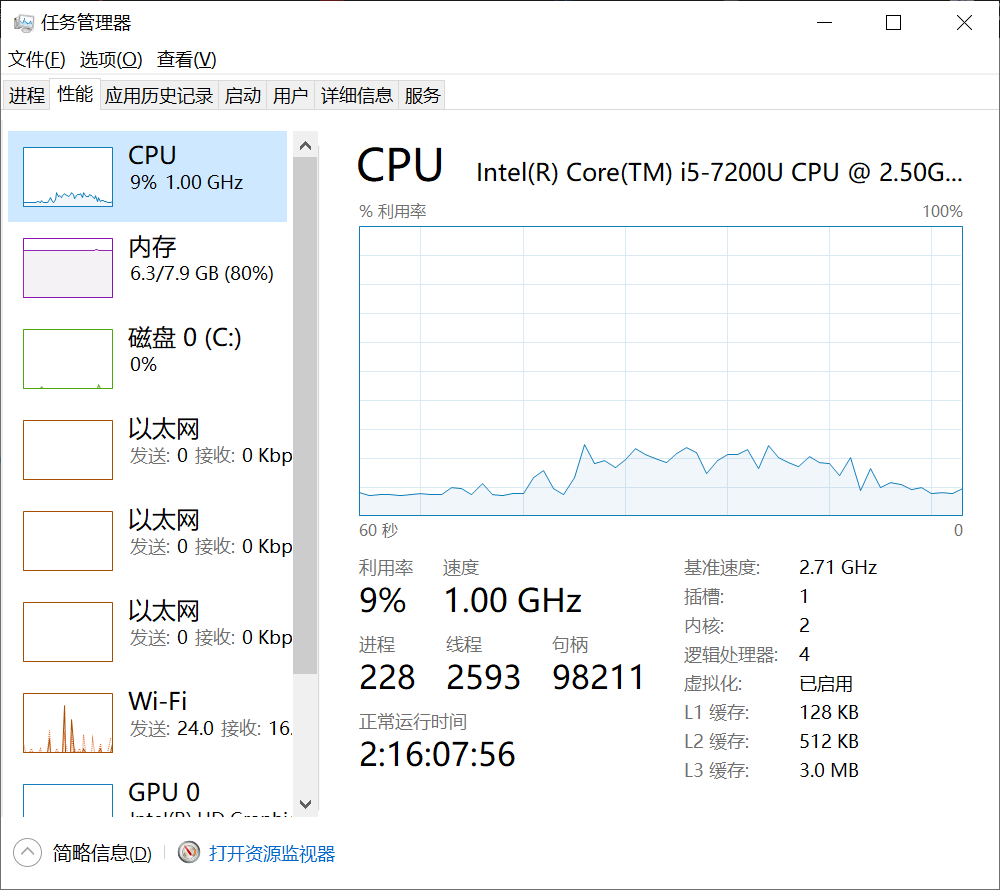 任务管理器
文件(F) 选项(O) 查看(V)
进程 性能 应用历史记录 启动 用户 详细信息 服务
CPU
9% 1.00 GHz
内存
6.3/7.9 GB (80%)
磁盘 0 (C:)
0%
以太网
发送: 0 接收: 0 Kbp
以太网
发送: 0 接收: 0 Kbp
以太网
发送: 0 接收: 0 Kbp
Wi-Fi
发送: 24.0 接收: 16.
GPU 0
Intel(R) HD Graphi
CPU Intel(R) Core(TM) i5-7200U CPU @ 2.50G...
% 利用率 100%
60 秒 0
利用率 速度
9% 1.00 GHz
进程 线程 句柄
228 2593 98211
正常运行时间
2:16:07:56
基准速度: 2.71 GHz
插槽: 1
内核: 2
逻辑处理器: 4
虚拟化: 已启用
L1 缓存: 128 KB
L2 缓存: 512 KB
L3 缓存: 3.0 MB
简略信息(D) 打开资源监视器